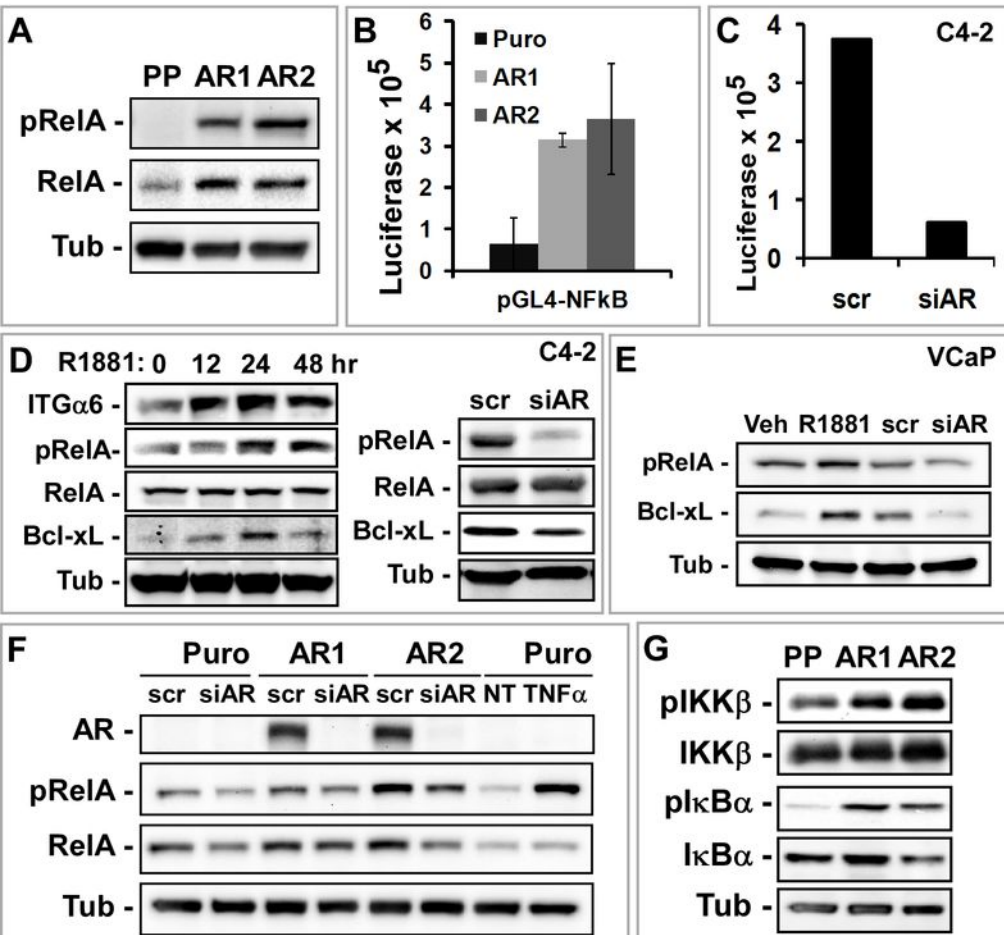 A
PP AR1 AR2
pRelA -
RelA -
Tub -
B
Luciferase x 10⁵
6
5
4
3
2
1
0
Puro
AR1
AR2
pGL4-NFkB
C
C4-2
Luciferase x 10⁵
4
3
2
1
0
scr siAR
D
C4-2
R1881: 0 12 24 48 hr
ITGα6 -
pRelA-
RelA -
Bcl-xL -
Tub -
scr siAR
pRelA -
RelA -
Bcl-xL -
Tub -
E
VCaP
Veh R1881 scr siAR
pRelA -
Bcl-xL -
Tub -
F
Puro AR1 AR2 Puro
scr siAR scr siAR scr siAR NT TNFα
AR -
pRelA -
RelA -
Tub -
G
PP AR1 AR2
pIKKβ -
IKKβ -
pIκBα -
IκBα -
Tub -